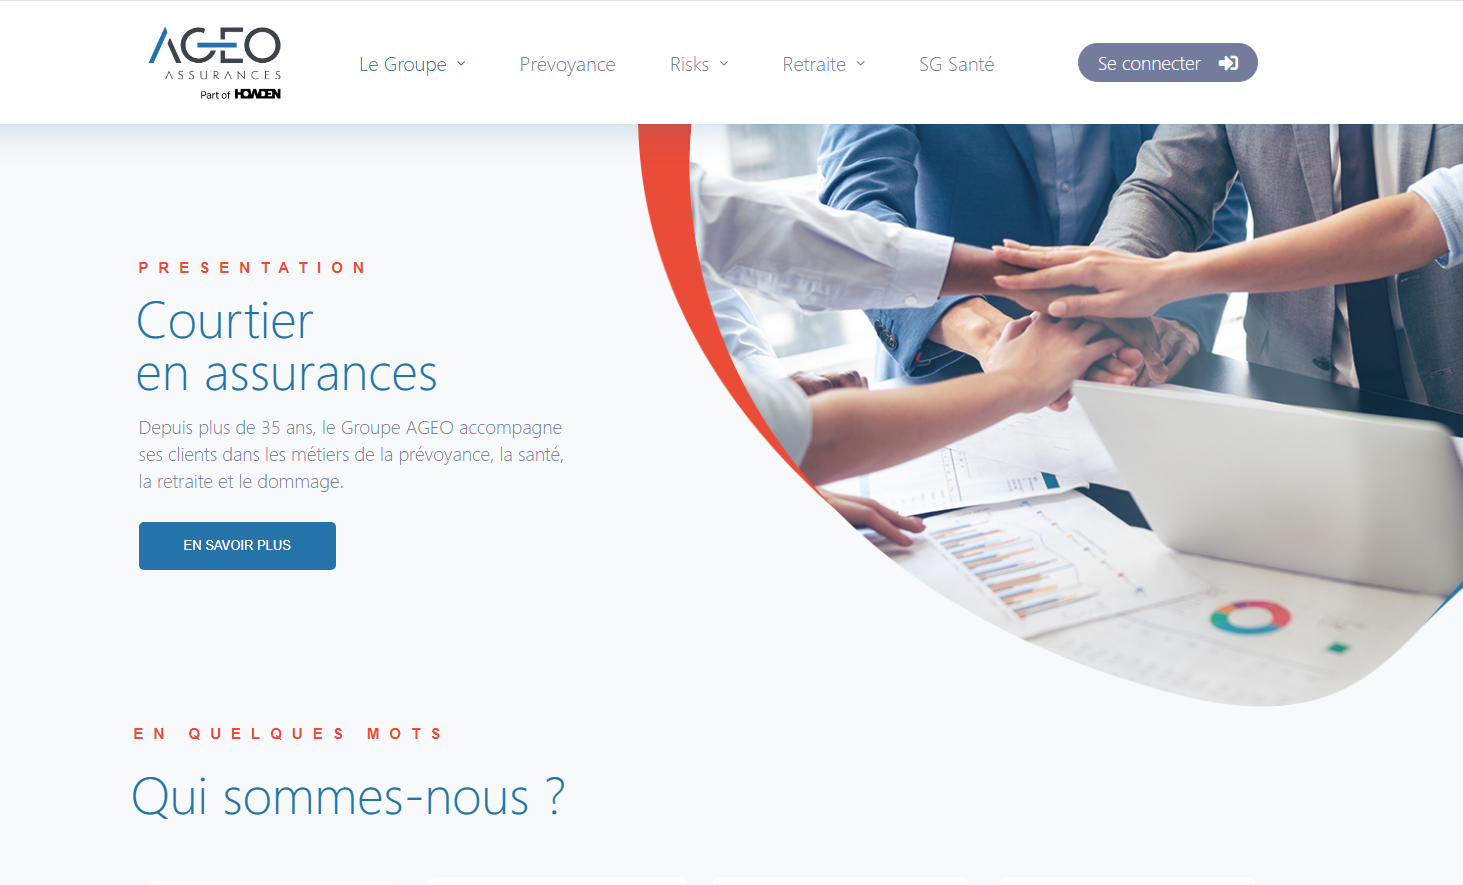 AGEO
ASSURANCES
Part of HOWDEN
Le Groupe
Prévoyance
Risks
Retraite
SG Santé
Se connecter
PRESENTATION
Courtier
en assurances
Depuis plus de 35 ans, le Groupe AGEO accompagne
ses clients dans les métiers de la prévoyance, la santé,
la retraite et le dommage.
EN SAVOIR PLUS
EN QUELQUES MOTS
Qui sommes-nous ?